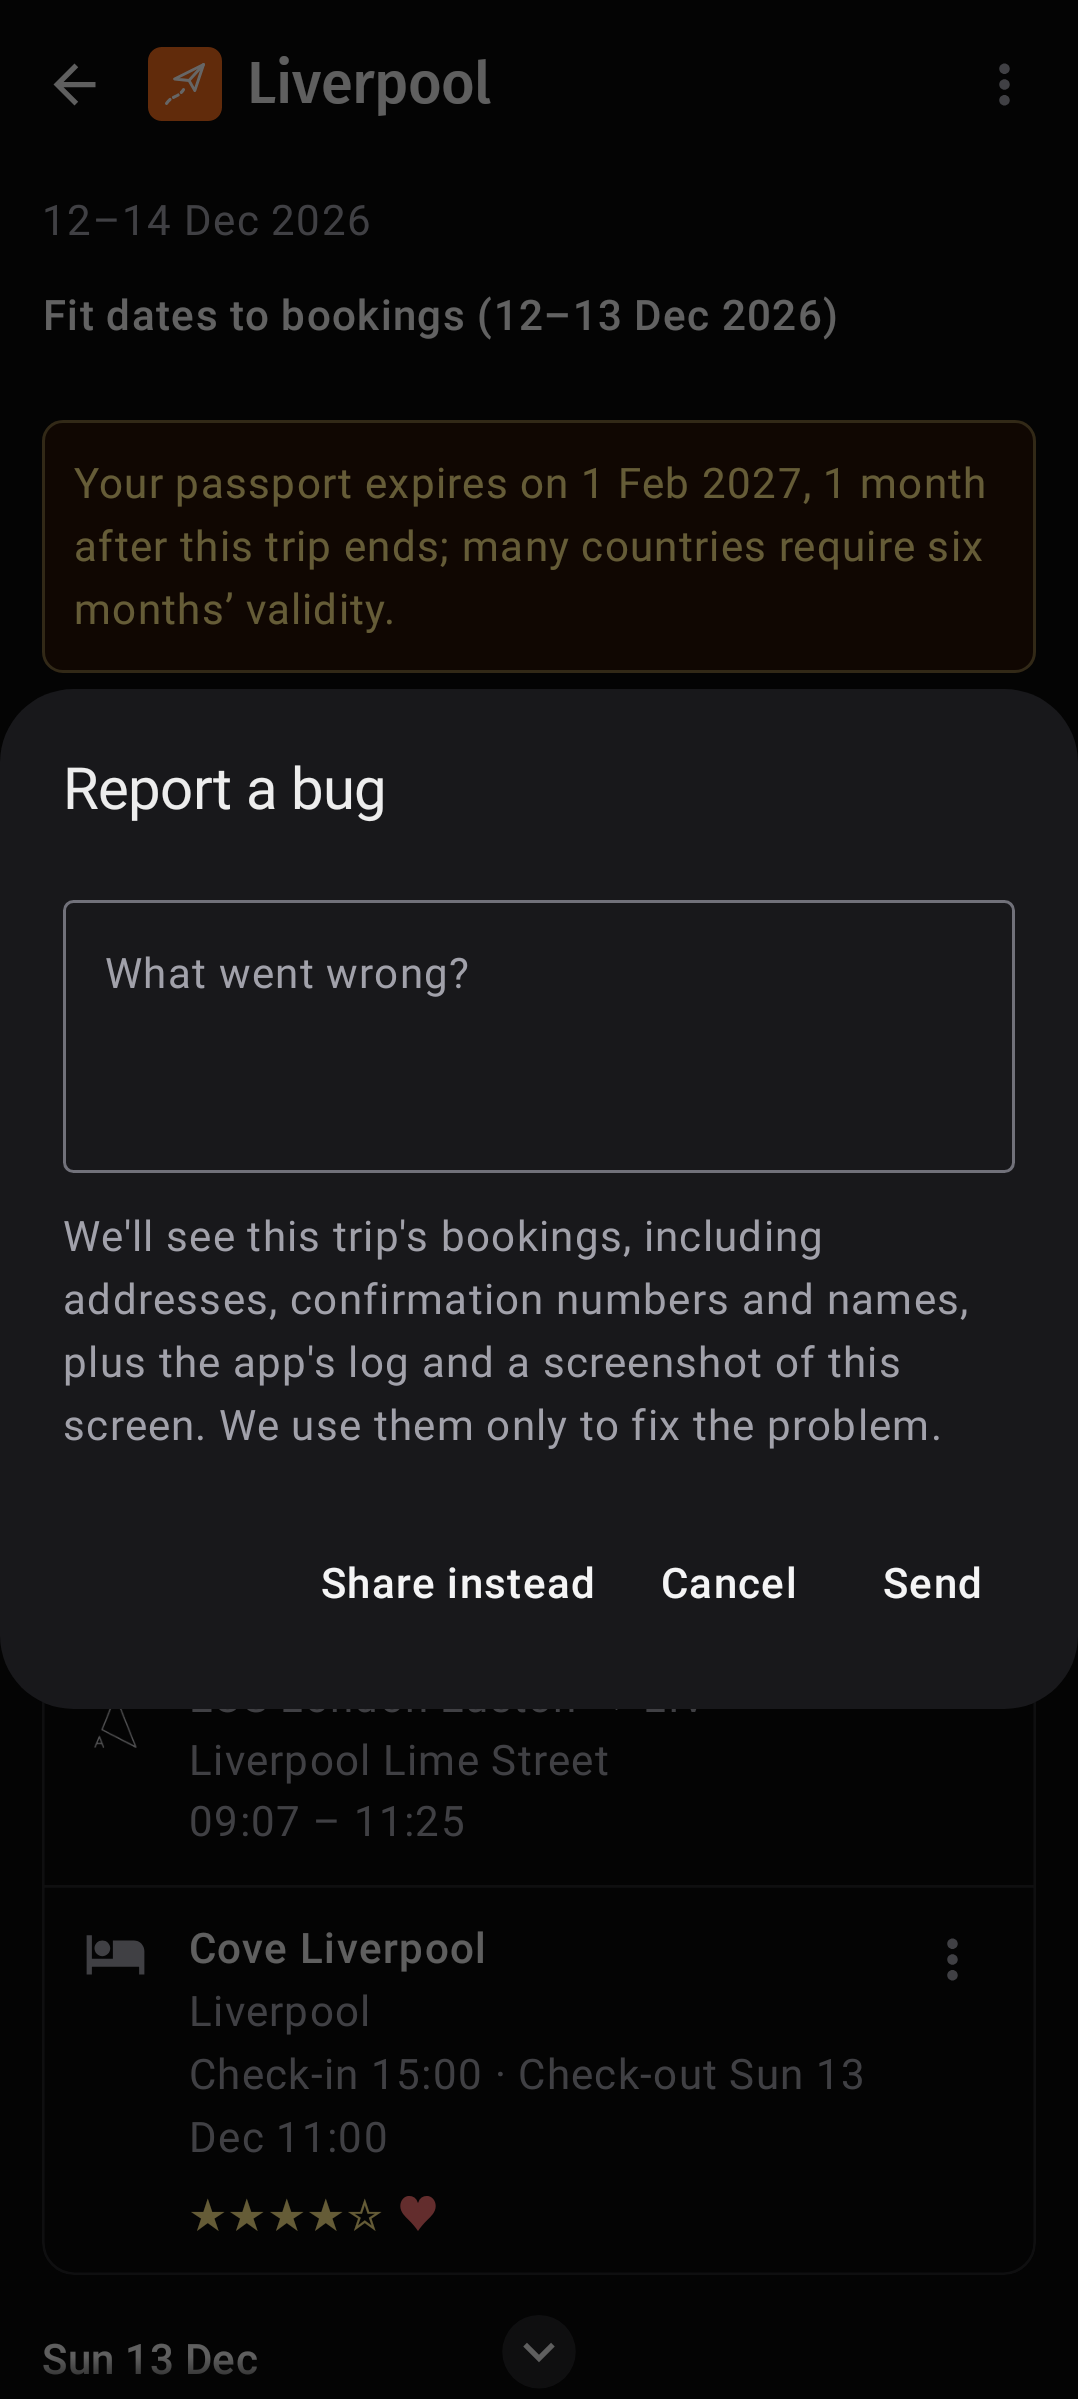 Liverpool
12–14 Dec 2026
Fit dates to bookings (12–13 Dec 2026)
Your passport expires on 1 Feb 2027, 1 month
after this trip ends; many countries require six
months’ validity.
Report a bug
What went wrong?
We'll see this trip's bookings, including
addresses, confirmation numbers and names,
plus the app's log and a screenshot of this
screen. We use them only to fix the problem.
Share instead Cancel Send
Liverpool Lime Street
09:07 – 11:25
Cove Liverpool
Liverpool
Check-in 15:00 · Check-out Sun 13
Dec 11:00
★★★★☆ ♥
Sun 13 Dec